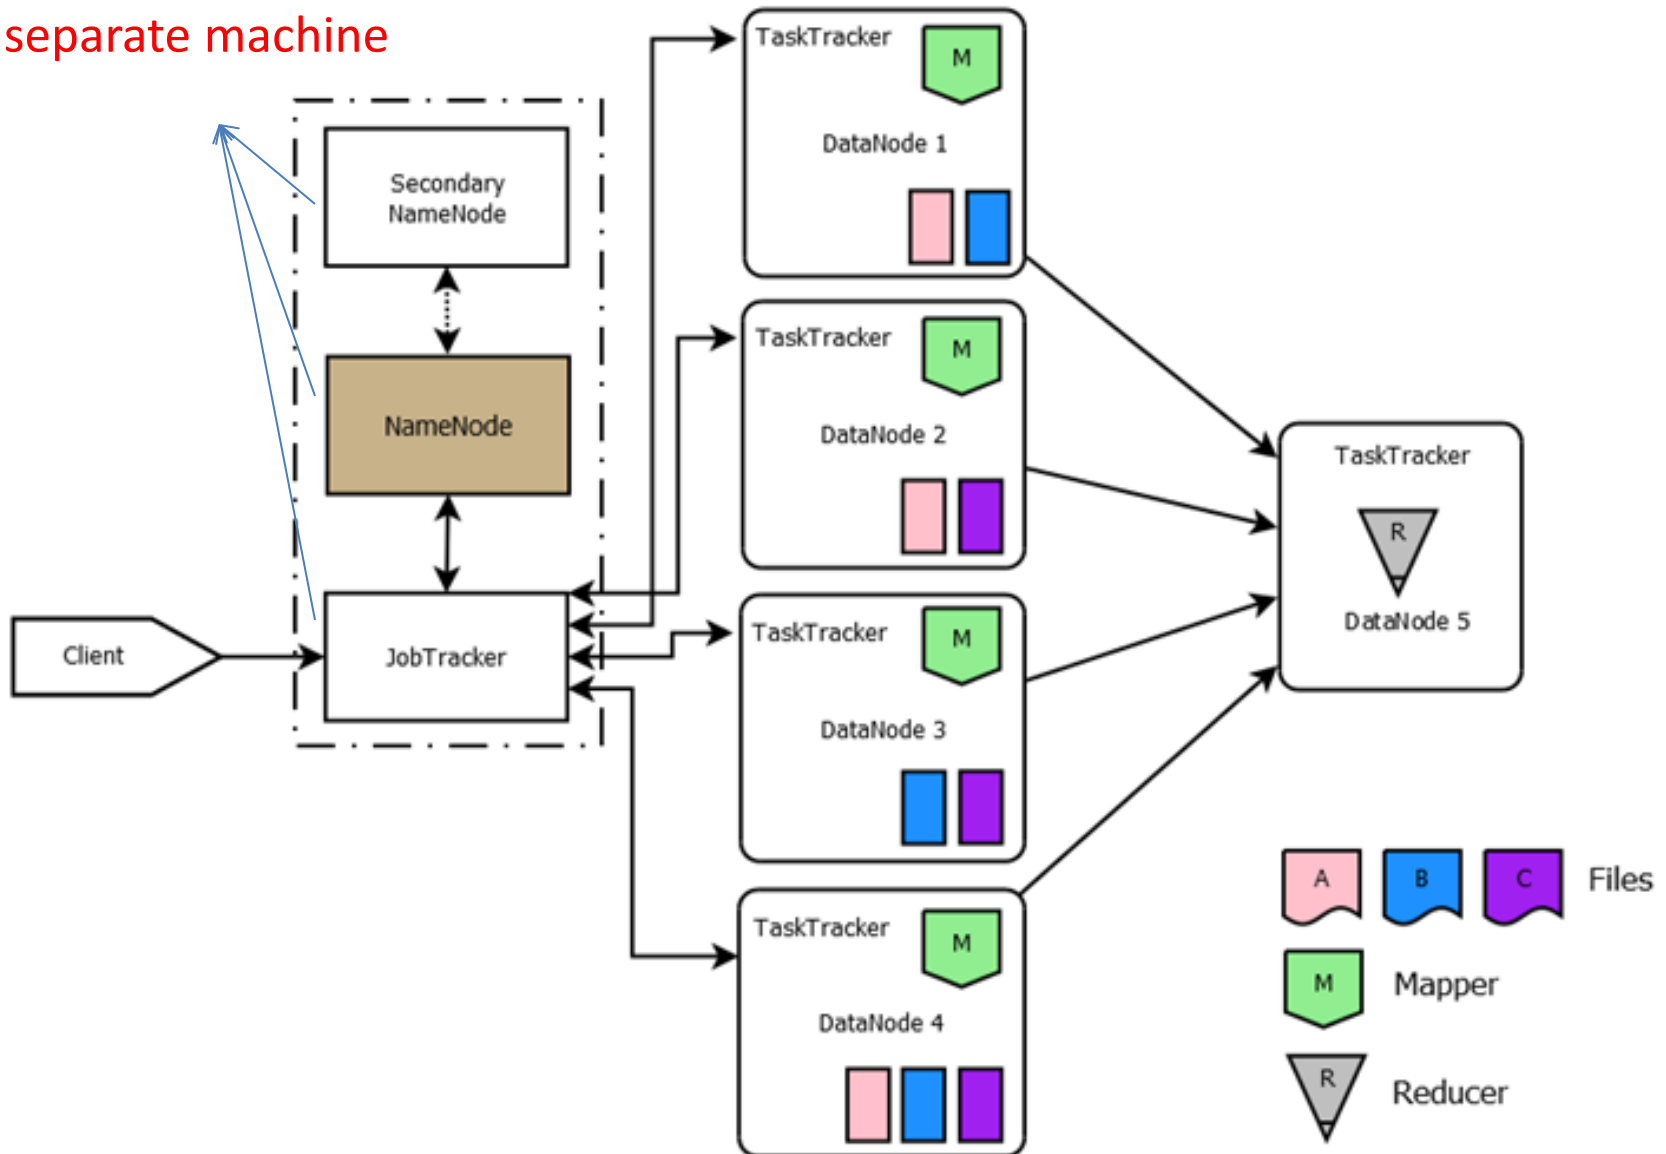 separate machine
Secondary
NameNode
NameNode
JobTracker
Client
TaskTracker
M
DataNode 1
TaskTracker
M
DataNode 2
TaskTracker
M
DataNode 3
TaskTracker
M
DataNode 4
TaskTracker
R
DataNode 5
A B C Files
M Mapper
R Reducer